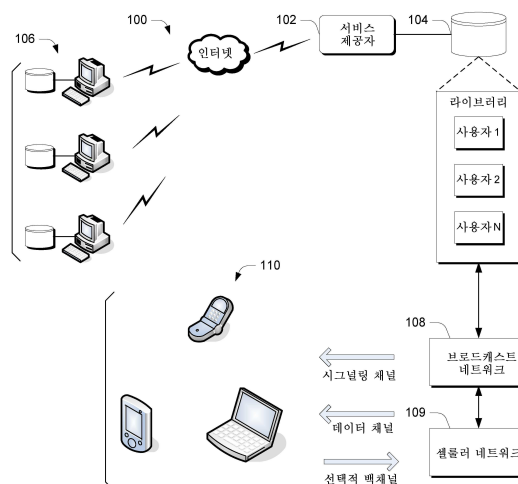 106
100
인터넷
102
서비스
제공자
104
라이브러리
사용자 1
사용자 2
사용자 N
110
108
브로드캐스트
네트워크
시그널링 채널
데이터 채널
109
셀룰러 네트워크
선택적 백채널